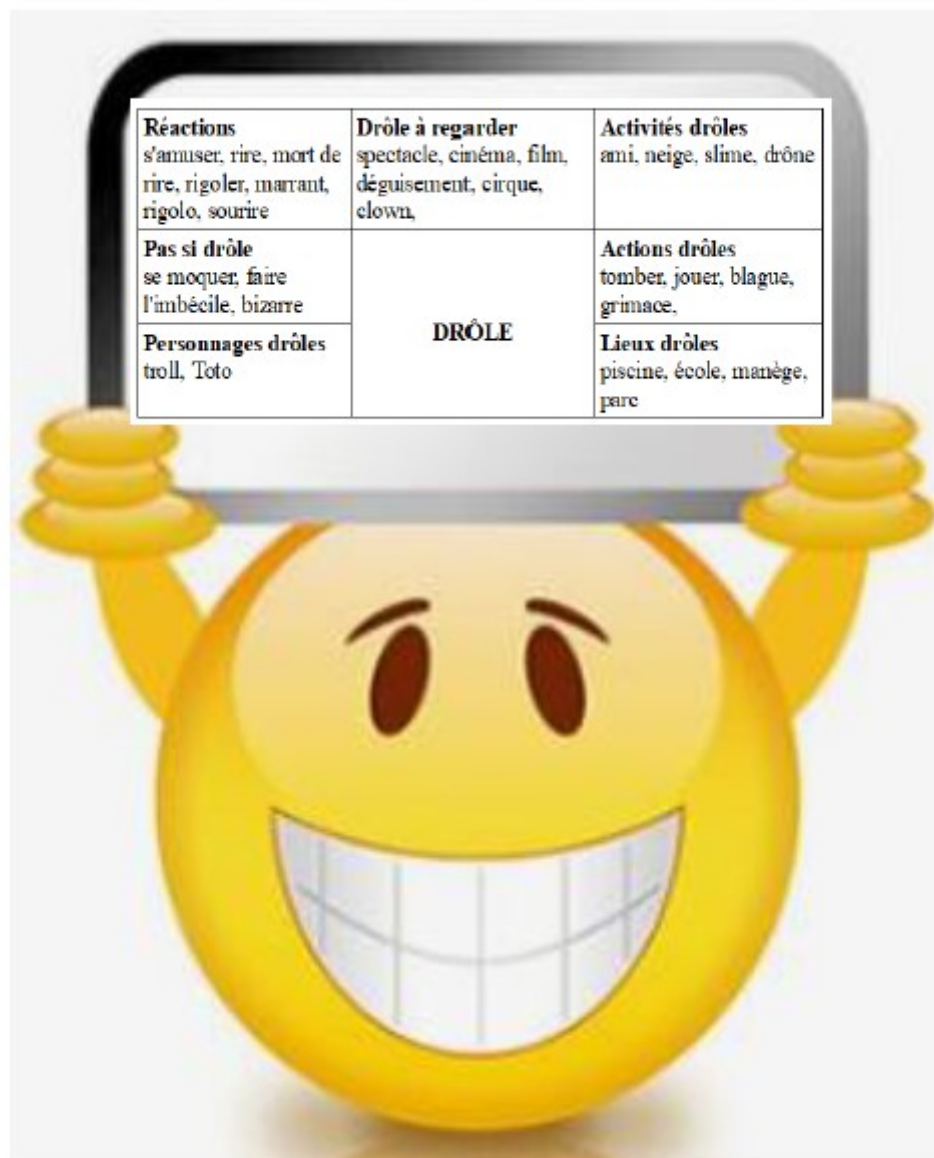 Réactions
s'amuser, rire, mort de
rire, rigoler, marrant,
rigolo, sourire
Drôle à regarder
spectacle, cinéma, film,
déguisement, cirque,
clown,
Activités drôles
ami, neige, slime, drône
Pas si drôle
se moquer, faire
l'imbécile, bizarre
DRÔLE
Actions drôles
tomber, jouer, blague,
grimace,
Personnages drôles
troll, Toto
Lieux drôles
piscine, école, manège,
parc